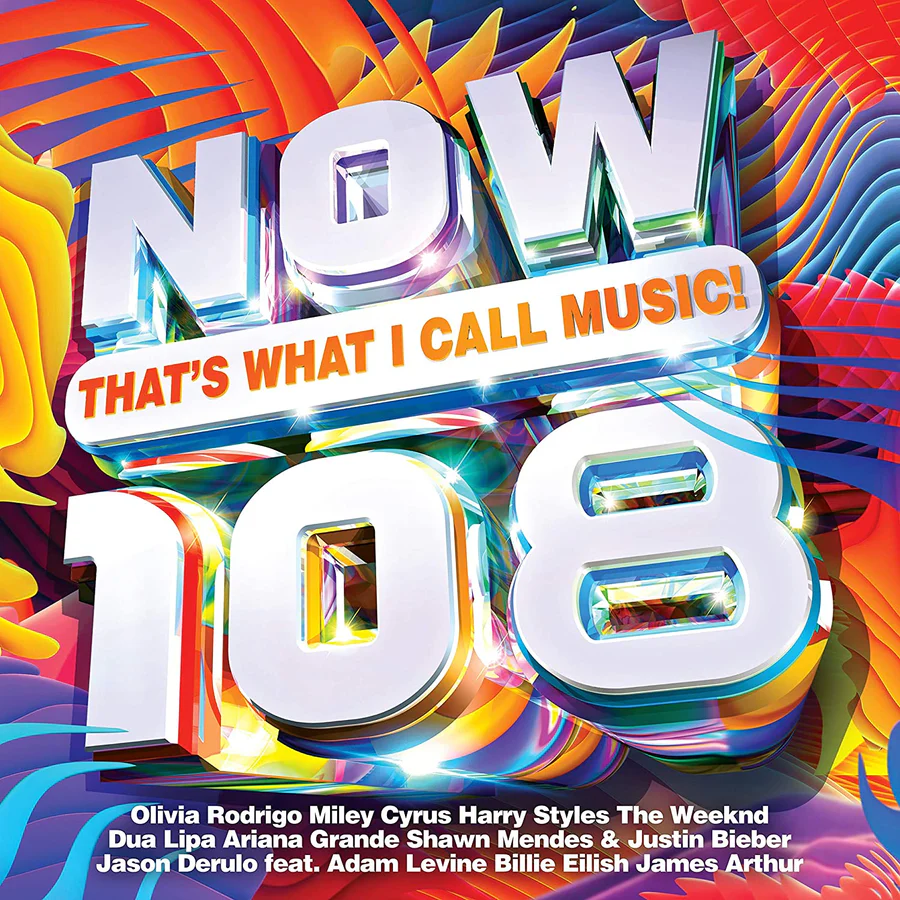 NOW
THAT'S WHAT I CALL MUSIC!
108
Olivia Rodrigo Miley Cyrus Harry Styles The Weeknd
Dua Lipa Ariana Grande Shawn Mendes & Justin Bieber
Jason Derulo feat. Adam Levine Billie Eilish James Arthur